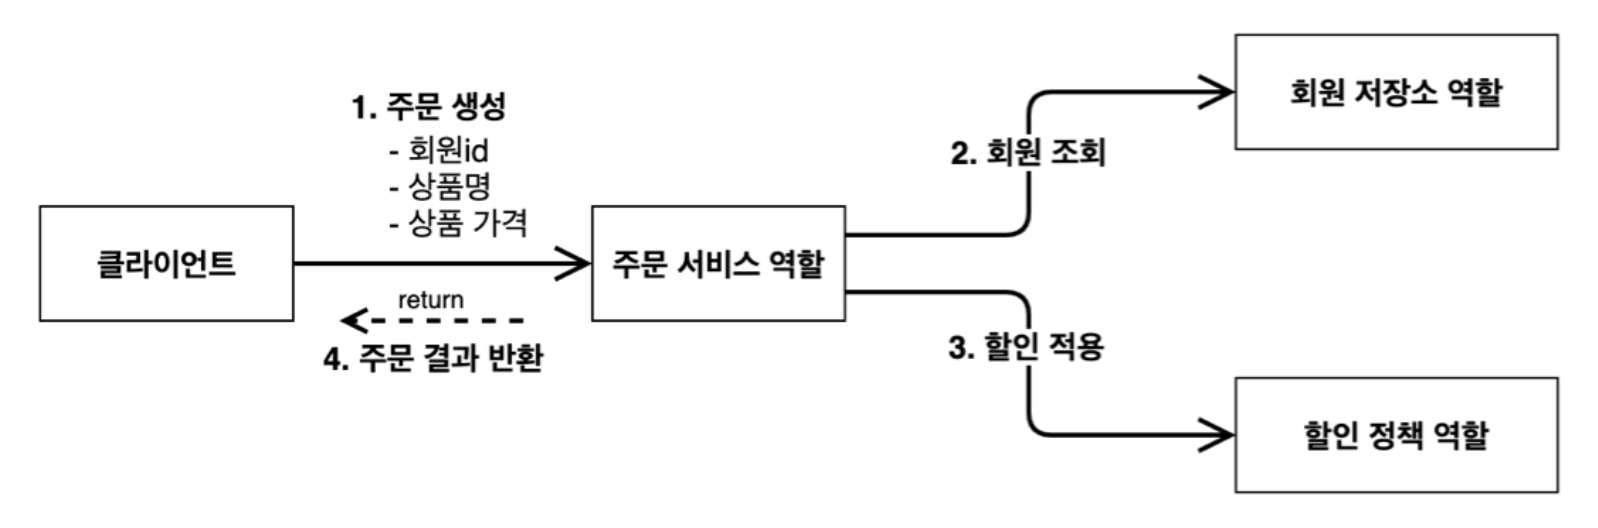 클라이언트
1. 주문 생성
- 회원id
- 상품명
- 상품 가격
return
4. 주문 결과 반환
주문 서비스 역할
2. 회원 조회
회원 저장소 역할
3. 할인 적용
할인 정책 역할